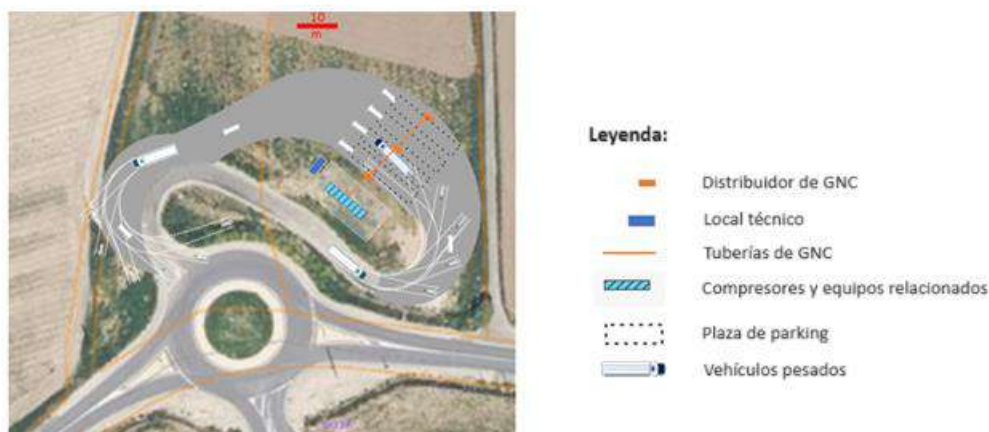 10
m
Leyenda:
Distribuidor de GNC
Local técnico
Tuberías de GNC
Compresores y equipos relacionados
Plaza de parking
Vehículos pesados